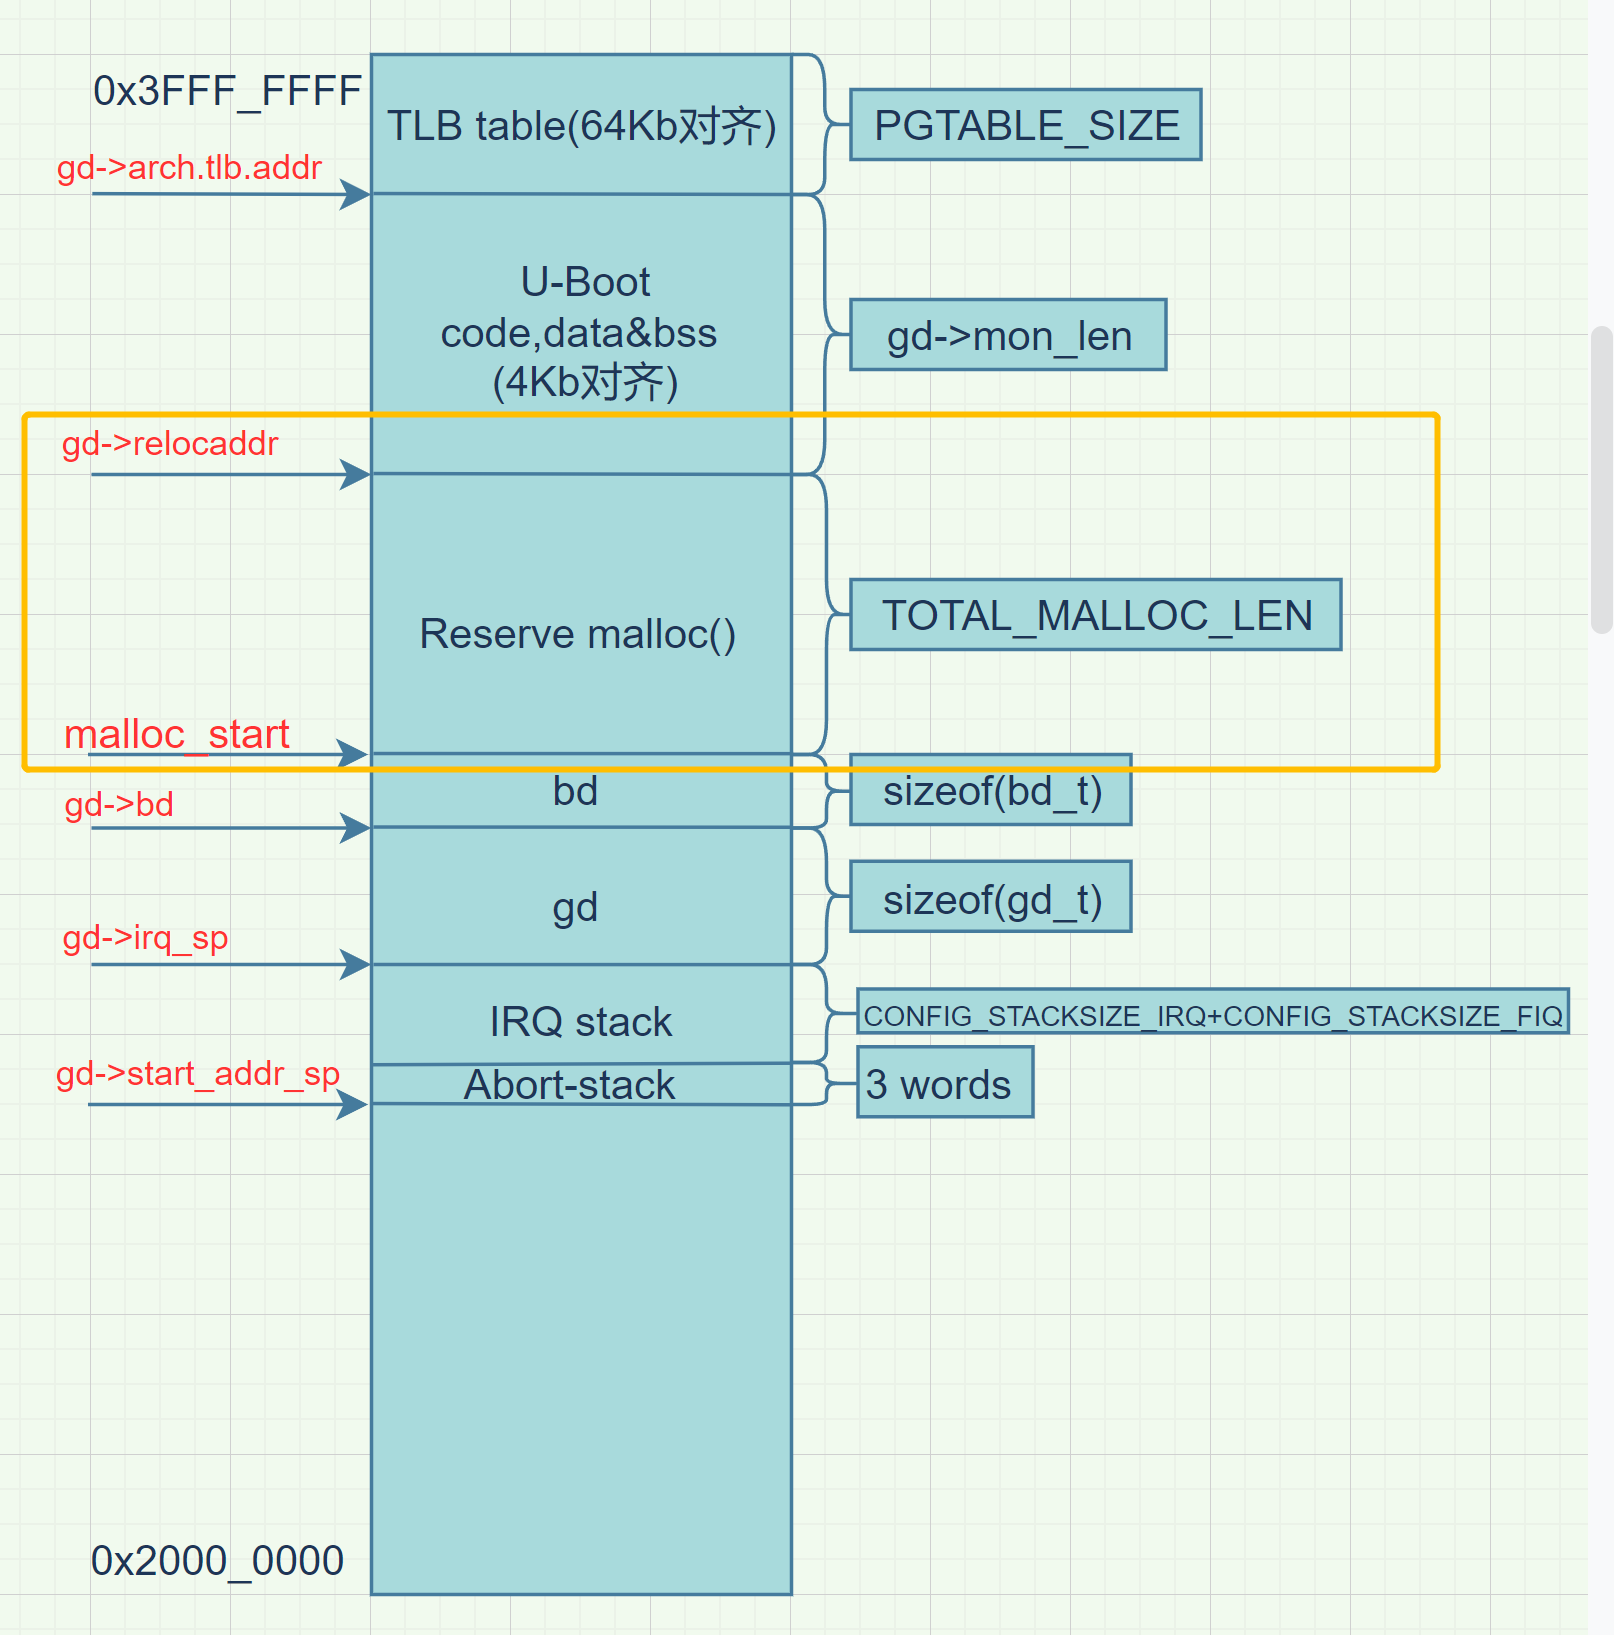 0x3FFF_FFFF
TLB table(64Kb对齐)
PGTABLE_SIZE
gd->arch.tlb.addr
U-Boot
code,data&bss
(4Kb对齐)
gd->mon_len
gd->relocaddr
Reserve malloc()
TOTAL_MALLOC_LEN
malloc_start
bd
sizeof(bd_t)
gd->bd
gd
sizeof(gd_t)
gd->irq_sp
IRQ stack
CONFIG_STACKSIZE_IRQ+CONFIG_STACKSIZE_FIQ
gd->start_addr_sp
Abort-stack
3 words
0x2000_0000